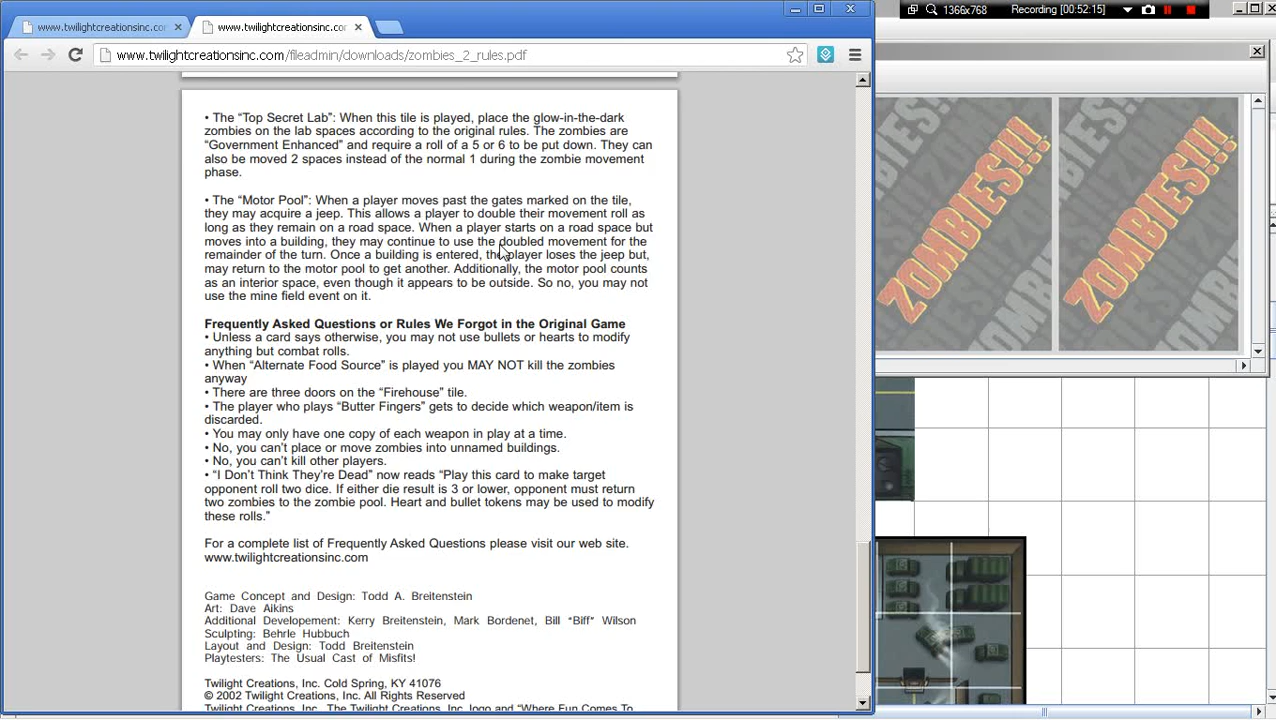 www.twilightcreationsinc.con
www.twilightcreationsinc.con
1366x768
Recording [00:52:15]
www.twilightcreationsinc.com/fileadmin/downloads/zombies_2_rules.pdf
• The “Top Secret Lab”: When this tile is played, place the glow-in-the-dark
zombies on the lab spaces according to the original rules. The zombies are
“Government Enhanced” and require a roll of a 5 or 6 to be put down. They can
also be moved 2 spaces instead of the normal 1 during the zombie movement
phase.
• The “Motor Pool”: When a player moves past the gates marked on the tile,
they may acquire a jeep. This allows a player to double their movement roll as
long as they remain on a road space. When a player starts on a road space but
moves into a building, they may continue to use the doubled movement for the
remainder of the turn. Once a building is entered, the player loses the jeep but,
may return to the motor pool to get another. Additionally, the motor pool counts
as an interior space, even though it appears to be outside. So no, you may not
use the mine field event on it.
Frequently Asked Questions or Rules We Forgot in the Original Game
• Unless a card says otherwise, you may not use bullets or hearts to modify
anything but combat rolls.
• When “Alternate Food Source” is played you MAY NOT kill the zombies
anyway
• There are three doors on the “Firehouse” tile.
• The player who plays “Butter Fingers” gets to decide which weapon/item is
discarded.
• You may only have one copy of each weapon in play at a time.
• No, you can’t place or move zombies into unnamed buildings.
• No, you can’t kill other players.
• “I Don’t Think They’re Dead” now reads “Play this card to make target
opponent roll two dice. If either die result is 3 or lower, opponent must return
two zombies to the zombie pool. Heart and bullet tokens may be used to modify
these rolls.”
For a complete list of Frequently Asked Questions please visit our web site.
www.twilightcreationsinc.com
Game Concept and Design: Todd A. Breitenstein
Art: Dave Aikins
Additional Developement: Kerry Breitenstein, Mark Bordenet, Bill “Biff” Wilson
Sculpting: Behrle Hubbuch
Layout and Design: Todd Breitenstein
Playtesters: The Usual Cast of Misfits!
Twilight Creations, Inc. Cold Spring, KY 41076
© 2002 Twilight Creations, Inc. All Rights Reserved
Twilight Creations, Inc. The Twilight Creations, Inc. logo and “Where Fun Comes To
ZOMBIES!!!
ZOMBIES!!!